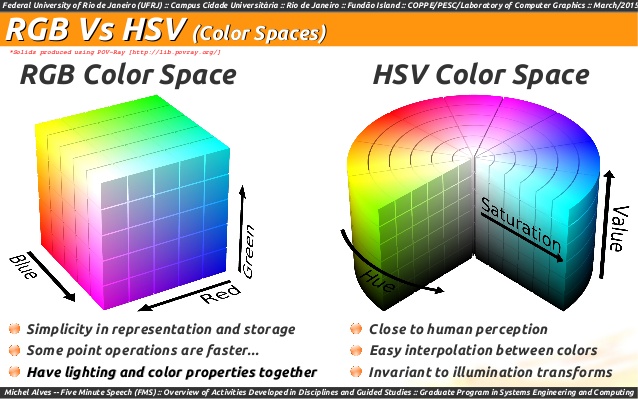 Federal University of Rio de Janeiro (UFRJ) :: Campus Cidade Universitária :: Rio de Janeiro :: Fundão Island :: COPPE/PESC/Laboratory of Computer Graphics :: March/2015
RGB Vs HSV (Color Spaces)
*Solids produced using POV-Ray [http://lib.povray.org/]
RGB Color Space
HSV Color Space
Blue
Red
Green
Hue
Saturation
Value
Simplicity in representation and storage
Some point operations are faster...
Have lighting and color properties together
Close to human perception
Easy interpolation between colors
Invariant to illumination transforms
Michel Alves -- Five Minute Speech (FMS) :: Overview of Activities Developed in Disciplines and Guided Studies :: Graduate Program in Systems Engineering and Computing